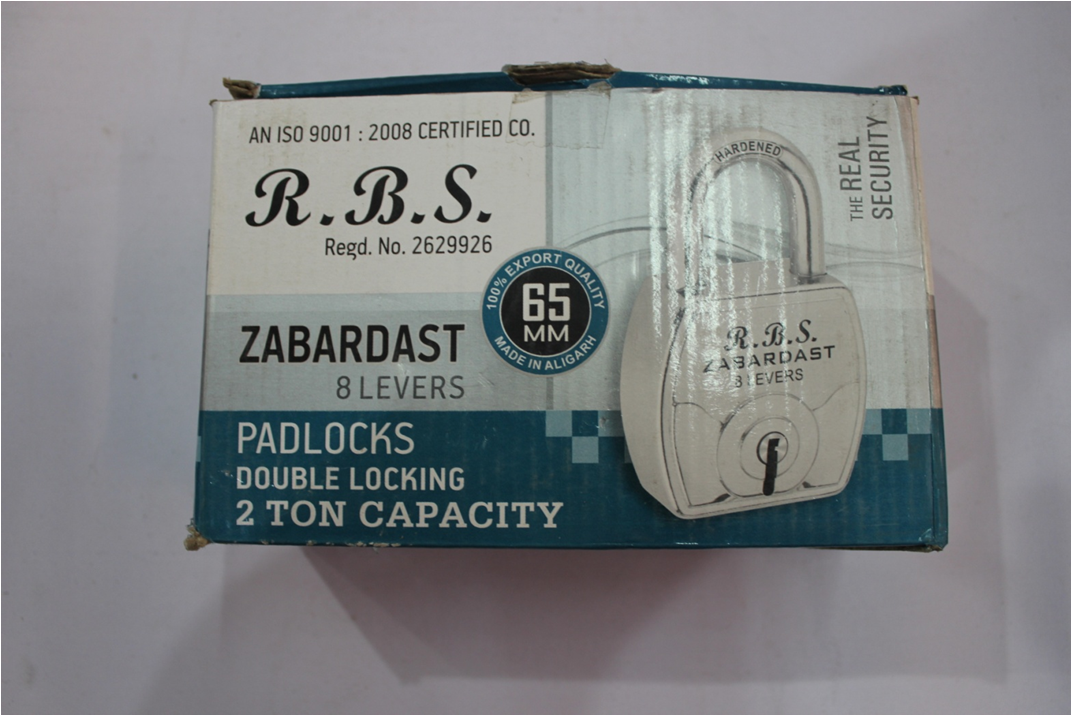 AN ISO 9001 : 2008 CERTIFIED CO.
R.B.S.
Regd. No. 2629926
100% EXPORT QUALITY
65
MM
MADE IN ALIGARH
ZABARDAST
8 LEVERS
PADLOCKS
DOUBLE LOCKING
2 TON CAPACITY
THE REAL
SECURITY
HARDENED
R.B.S.
ZABARDAST
8 LEVERS